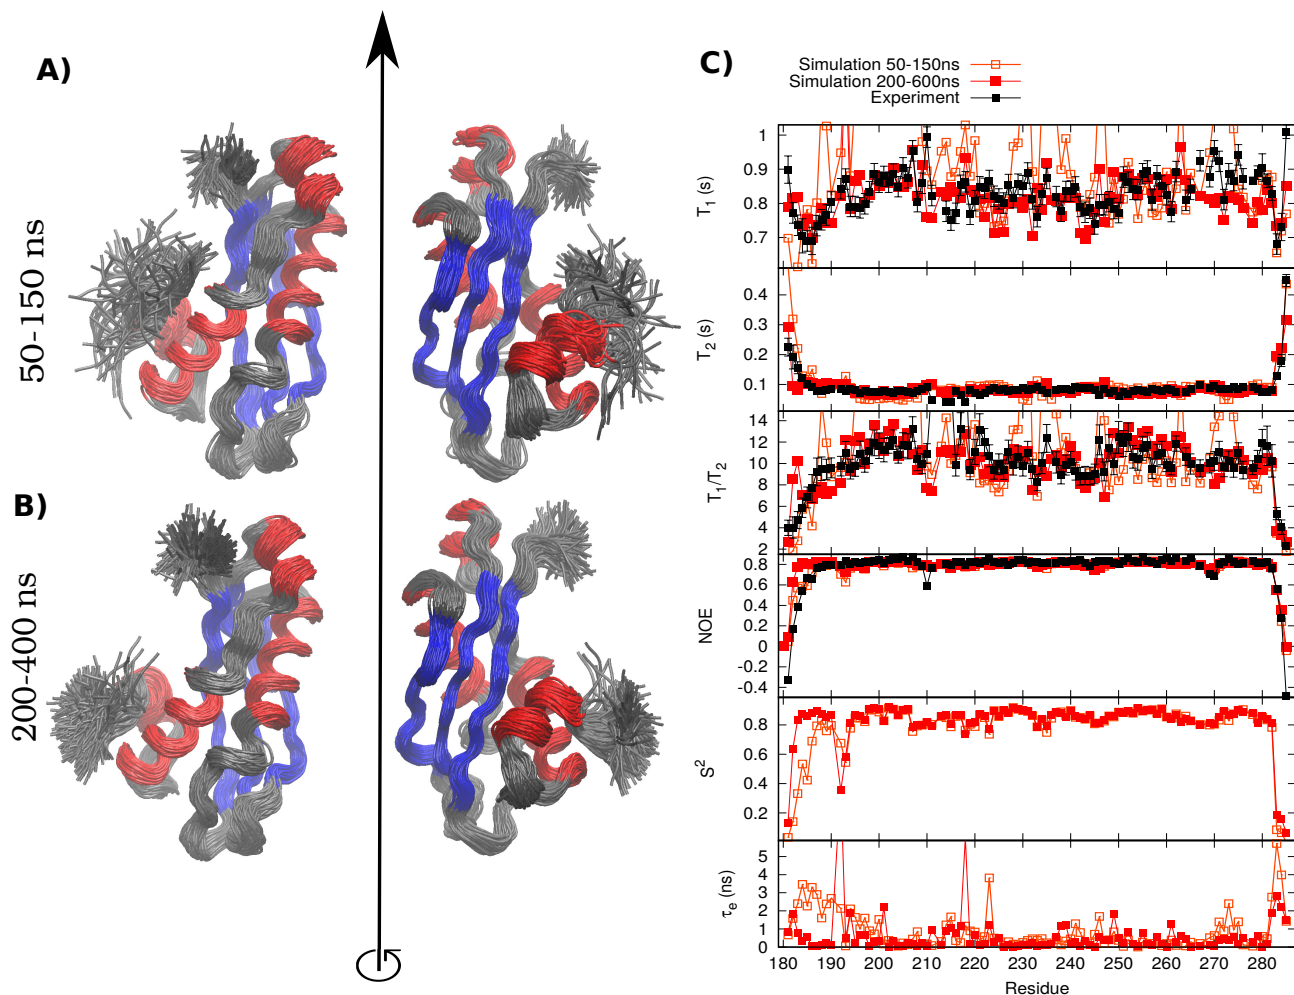 A)
50-150 ns
B)
200-400 ns
C)
Simulation 50-150ns
Simulation 200-600ns
Experiment
T1 (s)
1
0.9
0.8
0.7
T2 (s)
0.4
0.3
0.2
0.1
T1/T2
14
12
10
8
6
4
2
NOE
0.8
0.6
0.4
0.2
0
-0.2
-0.4
S2
0.8
0.6
0.4
0.2
τe (ns)
5
4
3
2
1
0
180 190 200 210 220 230 240 250 260 270 280
Residue